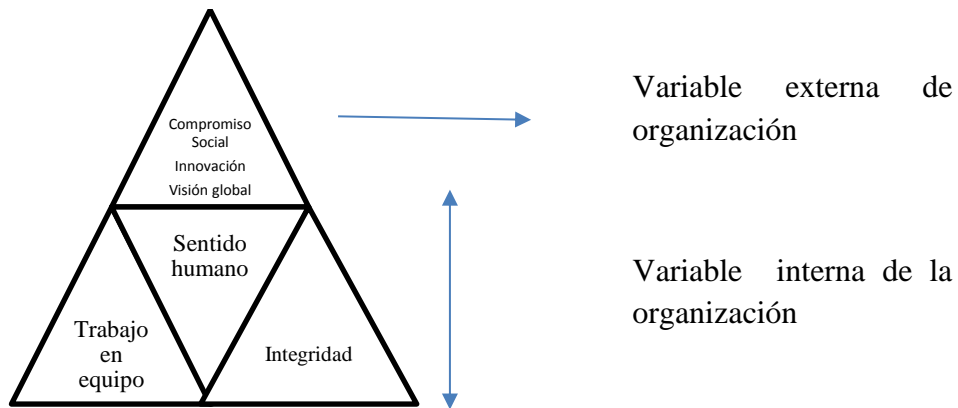 Compromiso
Social
Innovación
Visión global
Variable externa de
organización
Sentido
humano
Trabajo
en
equipo
Integridad
Variable interna de la
organización